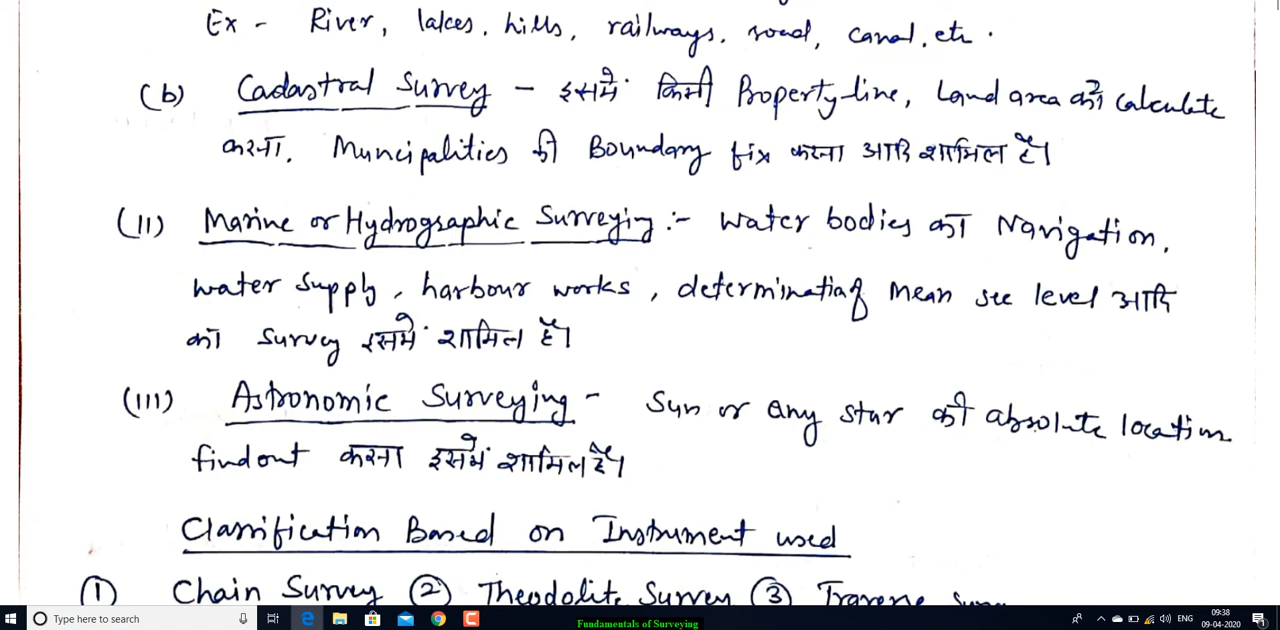 Ex - River, lakes, hills, railways, road, canal, etc.
(b) Cadastral Survey - इसमें किसी Property line, Land area को calculate
करना, Muncipalities की Boundary fix करना आदि शामिल है।
(II) Marine or Hydrographic Surveying :- Water bodies का Navigation,
water supply, harbour works, determination of mean see level आदि
का survey इसमें शामिल है।
(III) Astronomic Surveying - Sun or any star की absolute location
findout करना इसमें शामिल है।
Classification Based on Instrument used
① Chain Survey ② Theodolite Survey ③ Traverse Survey
Type here to search
ENG
09:38
09-04-2020
Fundamentals of Surveying